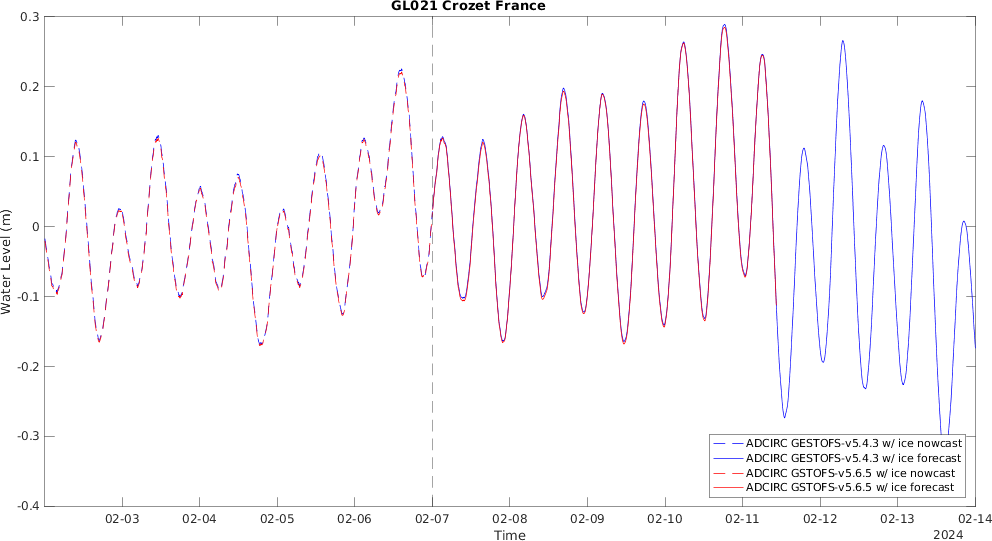 GL021 Crozet France
0.3
0.2
0.1
0
-0.1
-0.2
-0.3
-0.4
Water Level (m)
ADCIRC GESTOFS-v5.4.3 w/ ice nowcast
ADCIRC GESTOFS-v5.4.3 w/ ice forecast
ADCIRC GSTOFS-v5.6.5 w/ ice nowcast
ADCIRC GSTOFS-v5.6.5 w/ ice forecast
02-03 02-04 02-05 02-06 02-07 02-08 02-09 02-10 02-11 02-12 02-13 02-14
Time
2024